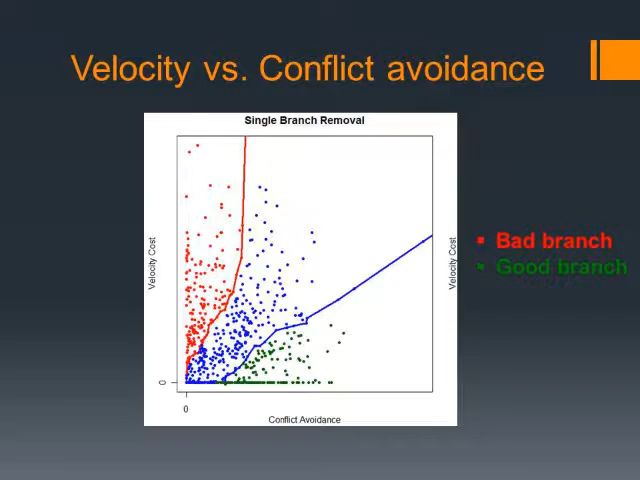 Velocity vs. Conflict avoidance
Single Branch Removal
Velocity Cost
Velocity Cost
Bad branch
Good branch
0
0
Conflict Avoidance